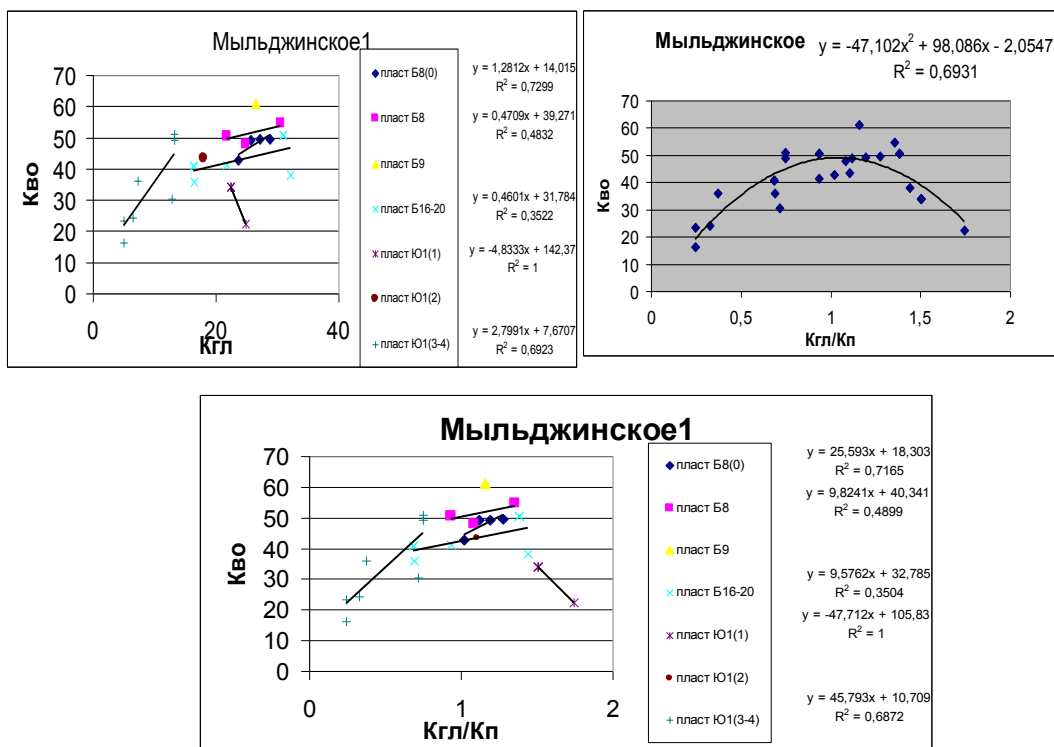 Мыльджинское1
70
60
50
40
30
20
10
0
Кво
0
20
40
Кгл
пласт Б8(0)
пласт Б8
пласт Б9
пласт Б16-20
пласт Ю1(1)
пласт Ю1(2)
пласт Ю1(3-4)
y = 1,2812x + 14,015
R² = 0,7299
y = 0,4709x + 39,271
R² = 0,4832
y = 0,4601x + 31,784
R² = 0,3522
y = -4,8333x + 142,37
R² = 1
y = 2,7991x + 7,6707
R² = 0,6923
Мыльджинское
y = -47,102x² + 98,086x - 2,0547
R² = 0,6931
70
60
50
40
30
20
10
0
Кво
0
0,5
1
1,5
2
Кгл/Кп
Мыльджинское1
70
60
50
40
30
20
10
0
Кво
0
1
2
Кгл/Кп
пласт Б8(0)
пласт Б8
пласт Б9
пласт Б16-20
пласт Ю1(1)
пласт Ю1(2)
пласт Ю1(3-4)
y = 25,593x + 18,303
R² = 0,7165
y = 9,8241x + 40,341
R² = 0,4899
y = 9,5762x + 32,785
R² = 0,3504
y = -47,712x + 105,83
R² = 1
y = 45,793x + 10,709
R² = 0,6872